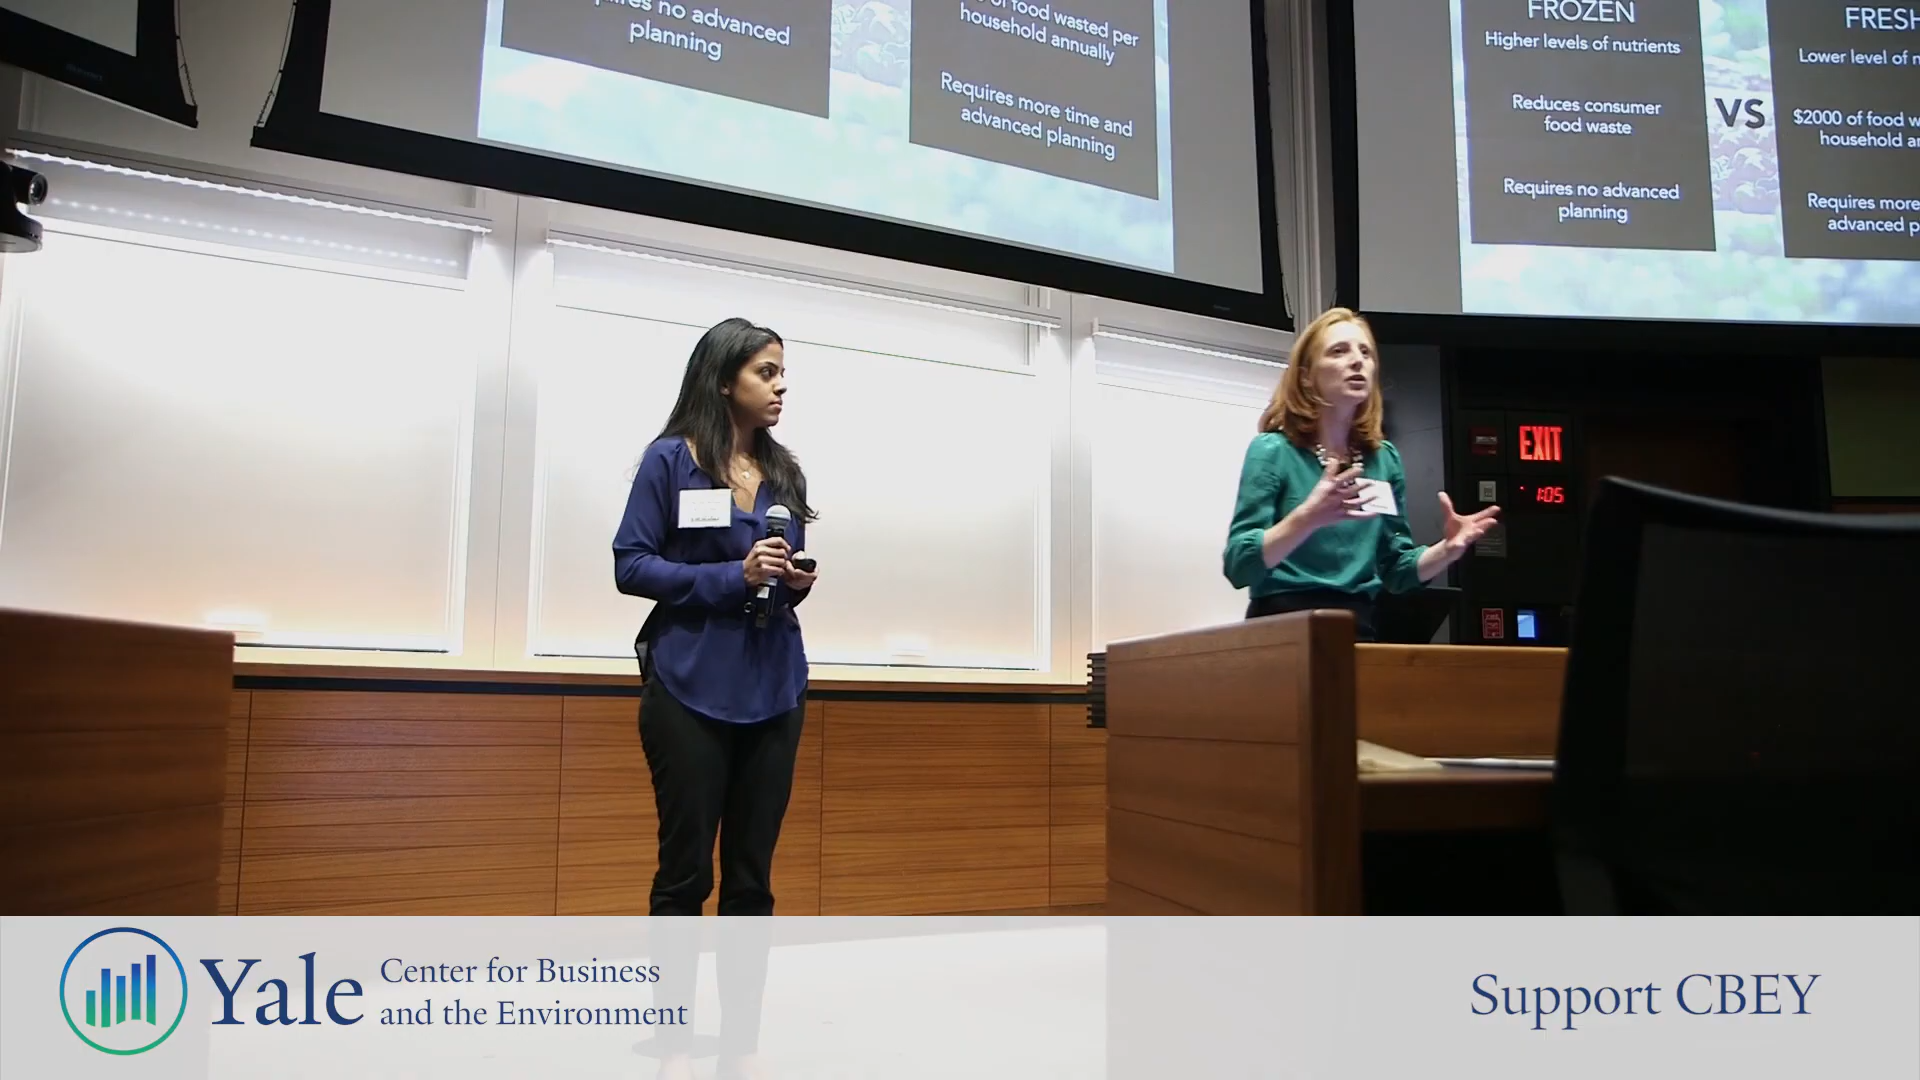 no advanced
planning
food wasted per
household annually
Requires more time and
advanced planning
FROZEN
Higher levels of nutrients
Reduces consumer
food waste
Requires no advanced
planning
VS
FRESH
Lower level of
$2000 of food
household
Requires more
advanced
EXIT
1:05
Yale
Center for Business
and the Environment
Support CBEY